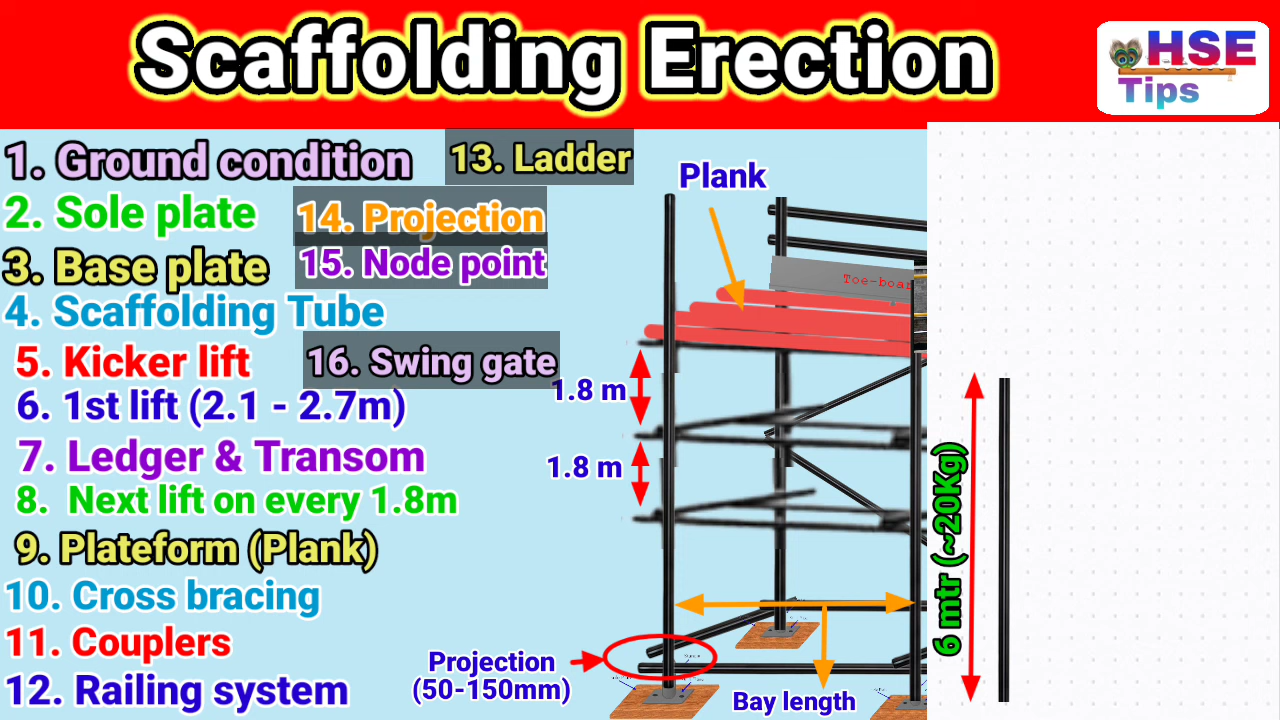 Scaffolding Erection
HSE
Tips
1. Ground condition
2. Sole plate
3. Base plate
4. Scaffolding Tube
5. Kicker lift
6. 1st lift (2.1 - 2.7m)
7. Ledger & Transom
8. Next lift on every 1.8m
9. Plateform (Plank)
10. Cross bracing
11. Couplers
12. Railing system
13. Ladder
14. Projection
15. Node point
16. Swing gate
Plank
Toe-boar
1.8 m
1.8 m
Projection
(50-150mm)
Bay length
6 mtr (~20Kg)